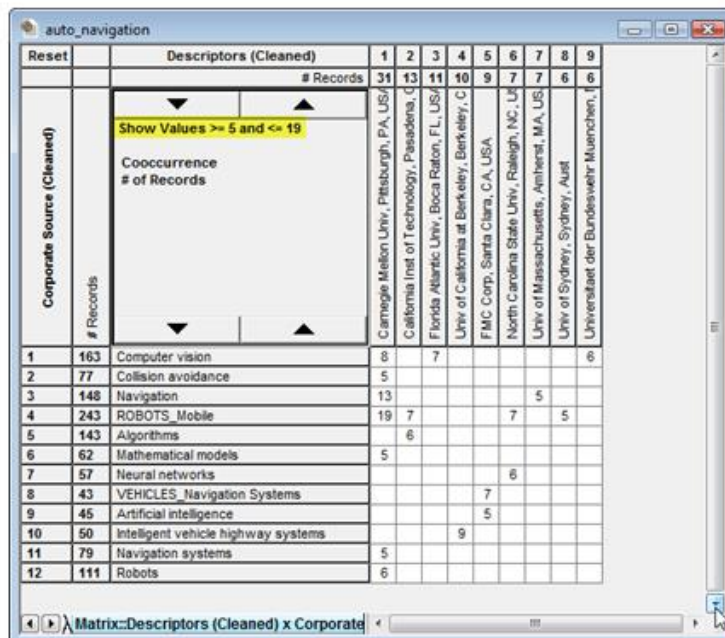 auto_navigation
Reset Descriptors (Cleaned) 1 2 3 4 5 6 7 8 9
# Records 31 13 11 10 9 7 7 6 6
Corporate Source (Cleaned)
# Records
Show Values >= 5 and <= 19
Cooccurrence
# of Records
Carnegie Mellon Univ, Pittsburgh, PA, USA
California Inst of Technology, Pasadena, C
Florida Atlantic Univ, Boca Raton, FL, USA
Univ of California at Berkeley, Berkeley, C
FMC Corp, Santa Clara, CA, USA
North Carolina State Univ, Raleigh, NC, US
Univ of Massachusetts, Amherst, MA, US
Univ of Sydney, Sydney, Aust
Universitaet der Bundeswehr Muenchen,
1 163 Computer vision 8 7 6
2 77 Collision avoidance 5
3 148 Navigation 13 5
4 243 ROBOTS_Mobile 19 7 7 5
5 143 Algorithms 6
6 62 Mathematical models 5
7 57 Neural networks 6
8 43 VEHICLES_Navigation Systems 7
9 45 Artificial intelligence 5
10 50 Intelligent vehicle highway systems 9
11 79 Navigation systems 5
12 111 Robots 6
Matrix::Descriptors (Cleaned) x Corporate